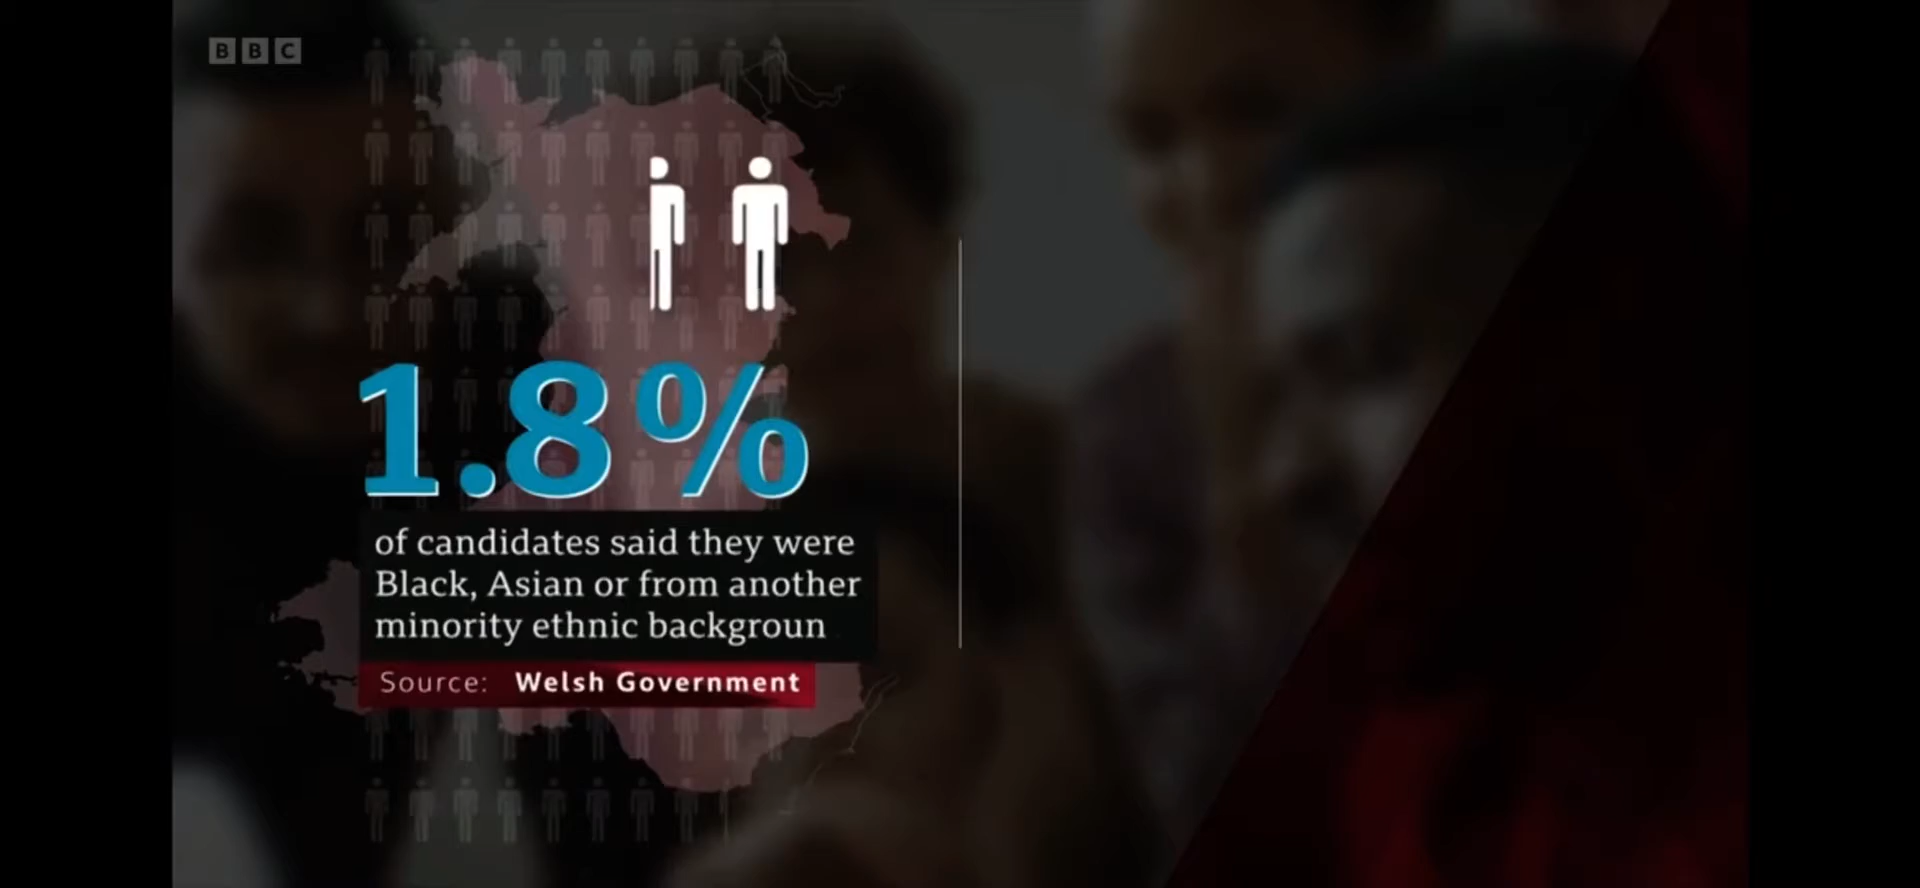 BBC
1.8%
of candidates said they were
Black, Asian or from another
minority ethnic backgroun
Source: Welsh Government